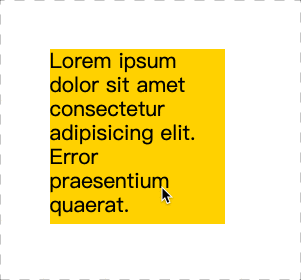 Lorem ipsum
dolor sit amet
consectetur
adipisicing elit.
Error
praesentium
quaerat.